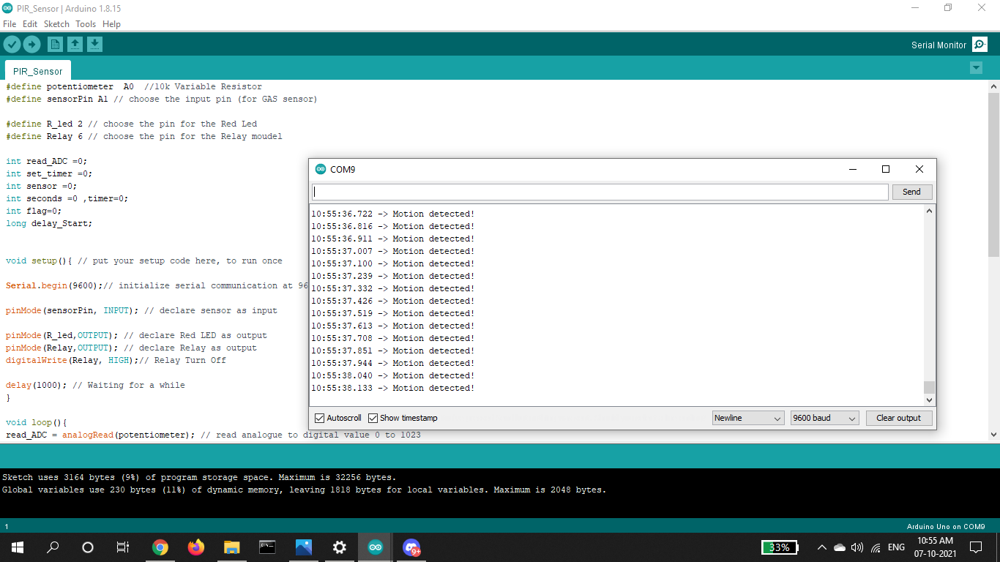 PIR_Sensor | Arduino 1.8.15
File Edit Sketch Tools Help
Serial Monitor
PIR_Sensor
#define potentiometer  A0  //10k Variable Resistor
#define sensorPin A1 // choose the input pin (for GAS sensor)
#define R_led 2 // choose the pin for the Red Led
#define Relay 6 // choose the pin for the Relay moudel
int read_ADC =0;
int set_timer =0;
int sensor =0;
int seconds =0 ,timer=0;
int flag=0;
long delay_Start;
void setup(){ // put your setup code here, to run once
Serial.begin(9600);// initialize serial communication at 96
pinMode(sensorPin, INPUT); // declare sensor as input
pinMode(R_led,OUTPUT); // declare Red LED as output
pinMode(Relay,OUTPUT); // declare Relay as output
digitalWrite(Relay, HIGH);// Relay Turn Off
delay(1000); // Waiting for a while
}
void loop(){
read_ADC = analogRead(potentiometer); // read analogue to digital value 0 to 1023
COM9
Send
10:55:36.722 -> Motion detected!
10:55:36.816 -> Motion detected!
10:55:36.911 -> Motion detected!
10:55:37.007 -> Motion detected!
10:55:37.100 -> Motion detected!
10:55:37.239 -> Motion detected!
10:55:37.332 -> Motion detected!
10:55:37.426 -> Motion detected!
10:55:37.519 -> Motion detected!
10:55:37.613 -> Motion detected!
10:55:37.708 -> Motion detected!
10:55:37.851 -> Motion detected!
10:55:37.944 -> Motion detected!
10:55:38.040 -> Motion detected!
10:55:38.133 -> Motion detected!
Autoscroll Show timestamp Newline 9600 baud Clear output
Sketch uses 3164 bytes (9%) of program storage space. Maximum is 32256 bytes.
Global variables use 230 bytes (11%) of dynamic memory, leaving 1818 bytes for local variables. Maximum is 2048 bytes.
1 Arduino Uno on COM9
9+ 33% ENG 10:55 AM
07-10-2021